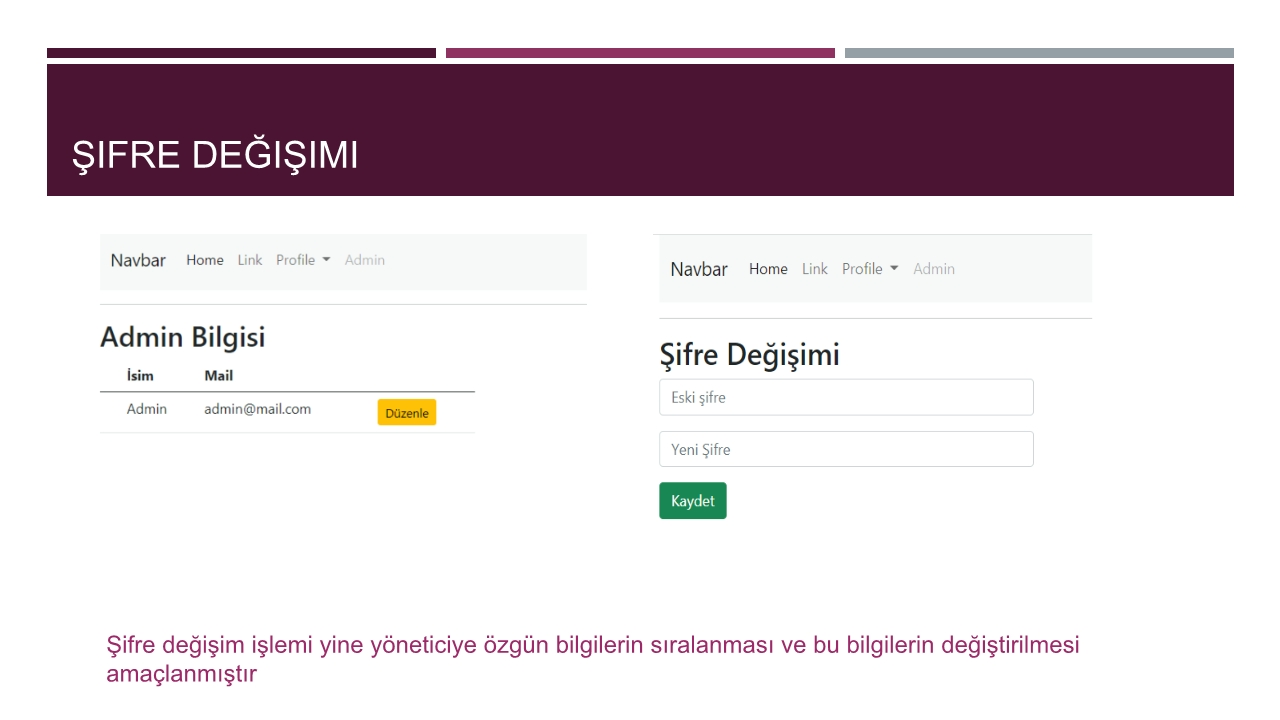 ŞIFRE DEĞIŞIMI
Navbar Home Link Profile Admin
Admin Bilgisi
İsim Mail
Admin admin@mail.com Düzenle
Navbar Home Link Profile Admin
Şifre Değişimi
Eski şifre
Yeni Şifre
Kaydet
Şifre değişim işlemi yine yöneticiye özgün bilgilerin sıralanması ve bu bilgilerin değiştirilmesi
amaçlanmıştır